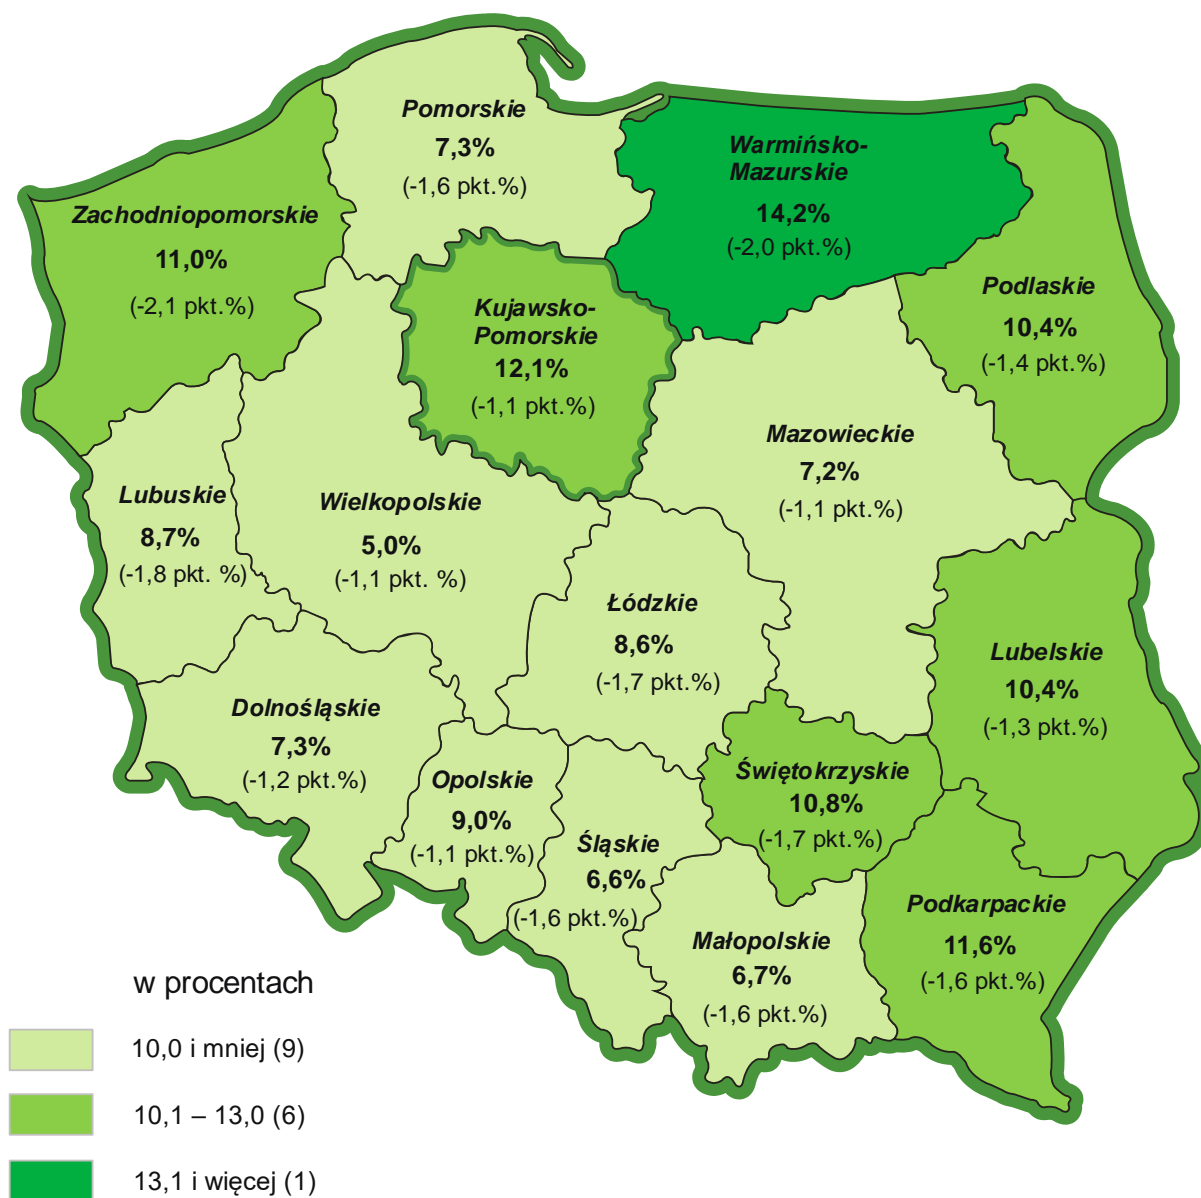 Pomorskie
7,3%
(-1,6 pkt.%)
Warmińsko-
Mazurskie
14,2%
(-2,0 pkt.%)
Zachodniopomorskie
11,0%
(-2,1 pkt.%)
Kujawsko-
Pomorskie
12,1%
(-1,1 pkt.%)
Podlaskie
10,4%
(-1,4 pkt.%)
Mazowieckie
7,2%
(-1,1 pkt.%)
Lubuskie
8,7%
(-1,8 pkt. %)
Wielkopolskie
5,0%
(-1,1 pkt. %)
Łódzkie
8,6%
(-1,7 pkt.%)
Lubelskie
10,4%
(-1,3 pkt.%)
Dolnośląskie
7,3%
(-1,2 pkt.%)
Opolskie
9,0%
(-1,1 pkt.%)
Śląskie
6,6%
(-1,6 pkt.%)
Świętokrzyskie
10,8%
(-1,7 pkt.%)
Małopolskie
6,7%
(-1,6 pkt.%)
Podkarpackie
11,6%
(-1,6 pkt.%)
w procentach
10,0 i mniej (9)
10,1 – 13,0 (6)
13,1 i więcej (1)